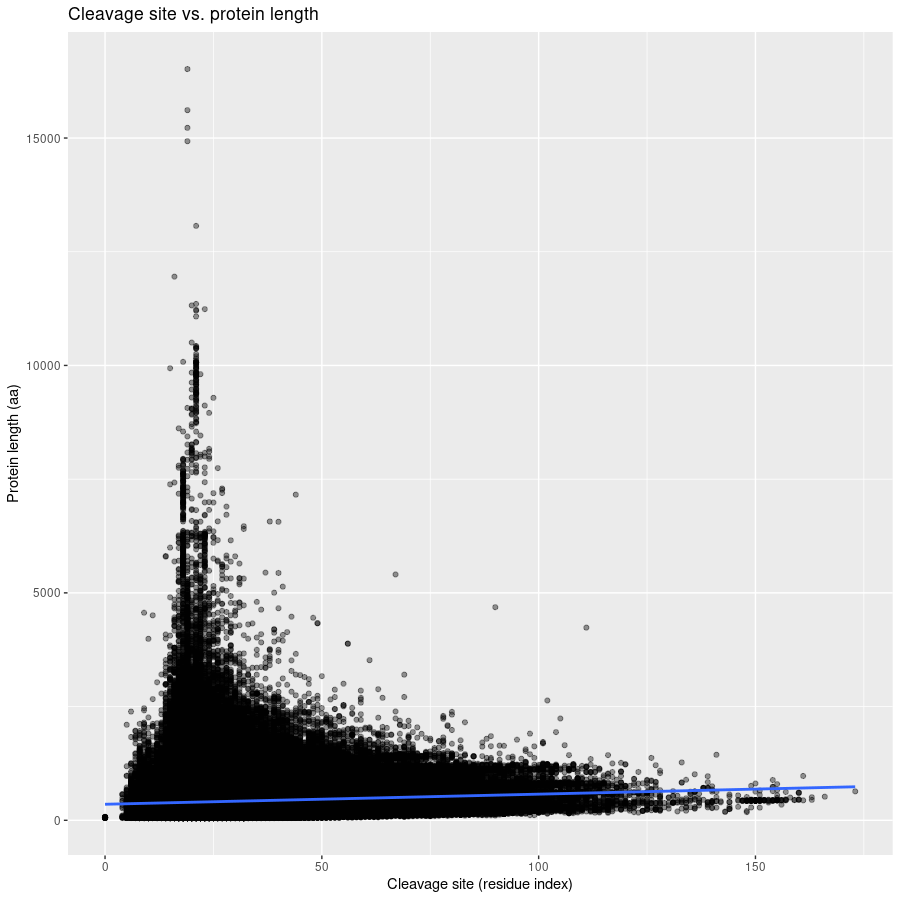 Cleavage site vs. protein length
Protein length (aa)
15000
10000
5000
0
0 50 100 150
Cleavage site (residue index)